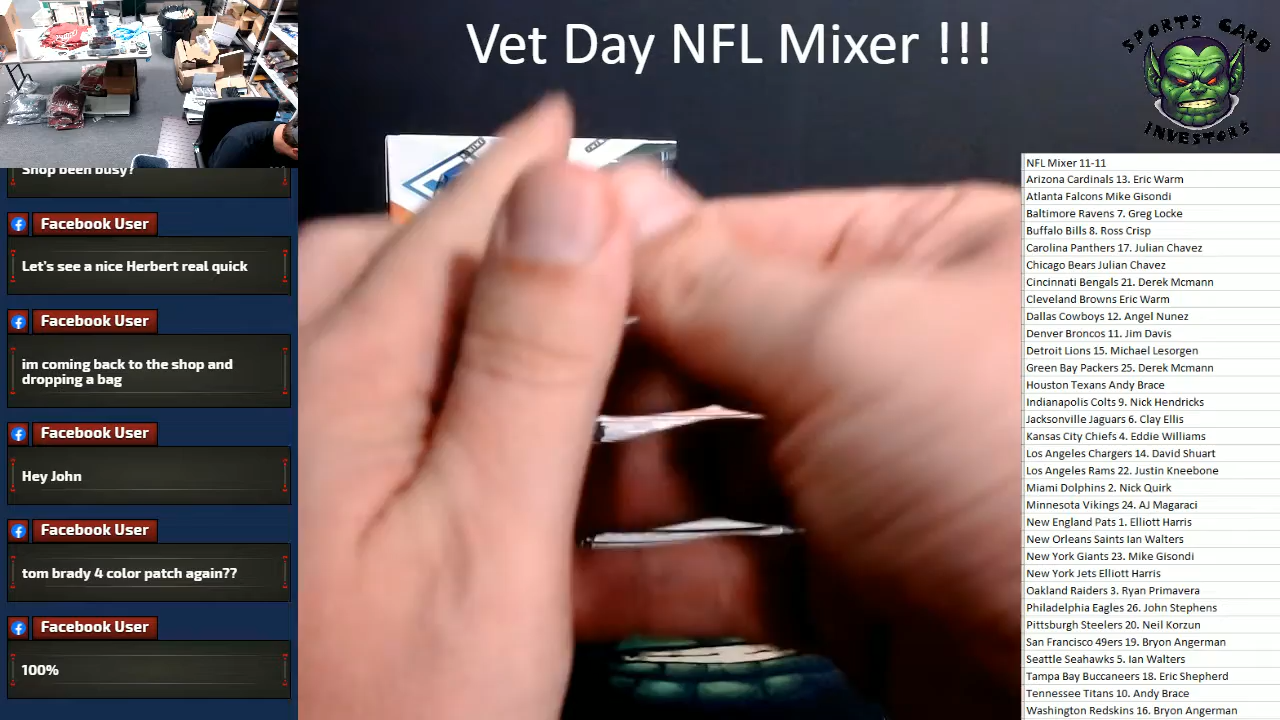 Vet Day NFL Mixer !!!
SPORTS CARD
INVESTORS
Shop been busy?
Facebook User
Let's see a nice Herbert real quick
Facebook User
im coming back to the shop and
dropping a bag
Facebook User
Hey John
Facebook User
tom brady 4 color patch again??
Facebook User
100%
NFL Mixer 11-11
Arizona Cardinals 13. Eric Warm
Atlanta Falcons Mike Gisondi
Baltimore Ravens 7. Greg Locke
Buffalo Bills 8. Ross Crisp
Carolina Panthers 17. Julian Chavez
Chicago Bears Julian Chavez
Cincinnati Bengals 21. Derek Mcmann
Cleveland Browns Eric Warm
Dallas Cowboys 12. Angel Nunez
Denver Broncos 11. Jim Davis
Detroit Lions 15. Michael Lesorgen
Green Bay Packers 25. Derek Mcmann
Houston Texans Andy Brace
Indianapolis Colts 9. Nick Hendricks
Jacksonville Jaguars 6. Clay Ellis
Kansas City Chiefs 4. Eddie Williams
Los Angeles Chargers 14. David Shuart
Los Angeles Rams 22. Justin Kneebone
Miami Dolphins 2. Nick Quirk
Minnesota Vikings 24. AJ Magaraci
New England Pats 1. Elliott Harris
New Orleans Saints Ian Walters
New York Giants 23. Mike Gisondi
New York Jets Elliott Harris
Oakland Raiders 3. Ryan Primavera
Philadelphia Eagles 26. John Stephens
Pittsburgh Steelers 20. Neil Korzun
San Francisco 49ers 19. Bryon Angerman
Seattle Seahawks 5. Ian Walters
Tampa Bay Buccaneers 18. Eric Shepherd
Tennessee Titans 10. Andy Brace
Washington Redskins 16. Bryon Angerman